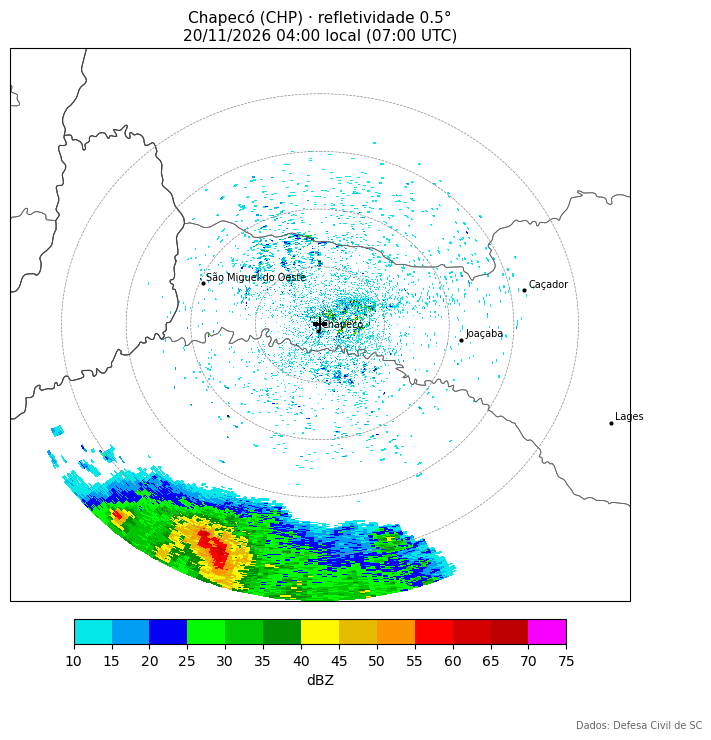 Chapecó (CHP) · refletividade 0.5°
20/11/2026 04:00 local (07:00 UTC)
São Miguel do Oeste
Caçador
Chapecó
Joaçaba
Lages
10 15 20 25 30 35 40 45 50 55 60 65 70 75
dBZ
Dados: Defesa Civil de SC